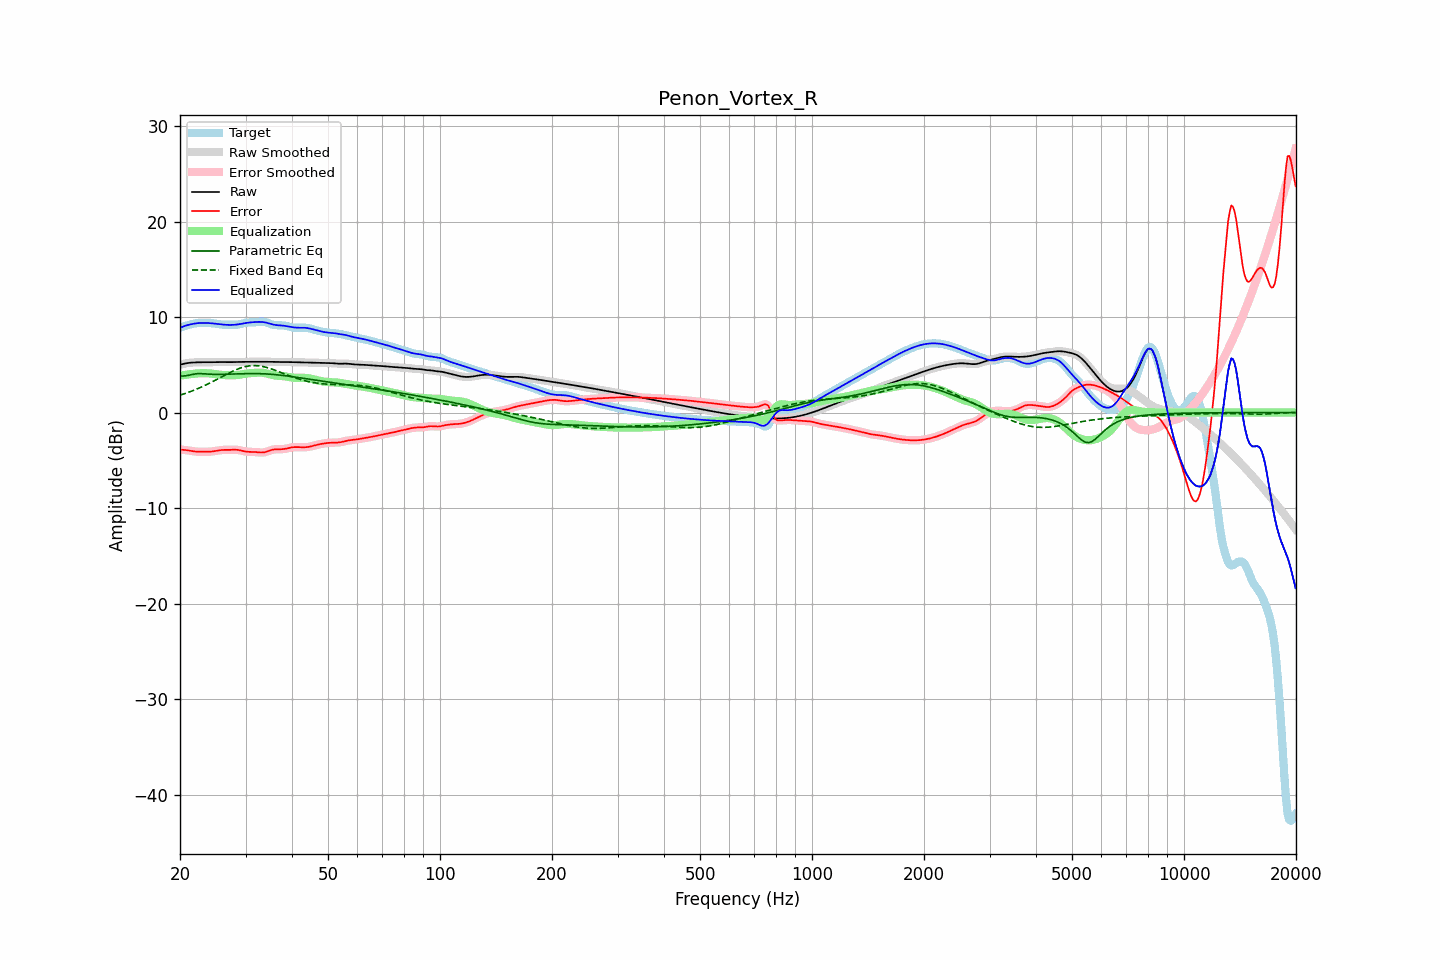 Penon_Vortex_R
Target
Raw Smoothed
Error Smoothed
Raw
Error
Equalization
Parametric Eq
Fixed Band Eq
Equalized
30
20
10
0
−10
−20
−30
−40
Amplitude (dBr)
20
50
100
200
500
1000
2000
5000
10000
20000
Frequency (Hz)